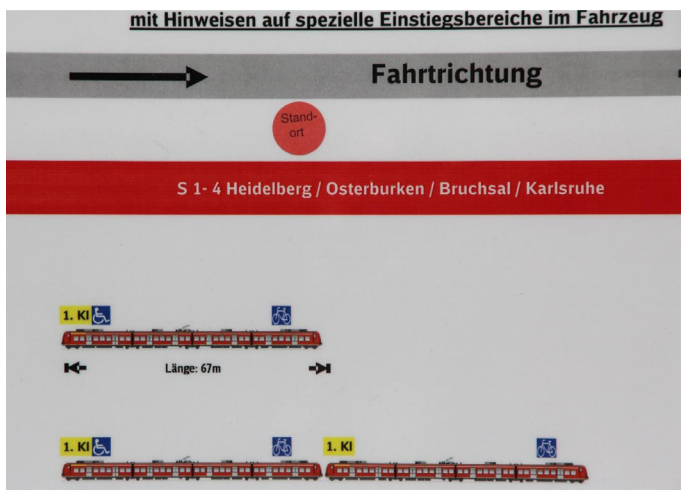 mit Hinweisen auf spezielle Einstiegsbereiche im Fahrzeug
Fahrtrichtung
Stand-
ort
S 1- 4 Heidelberg / Osterburken / Bruchsal / Karlsruhe
1. Kl
Länge: 67m
1. Kl
1. Kl